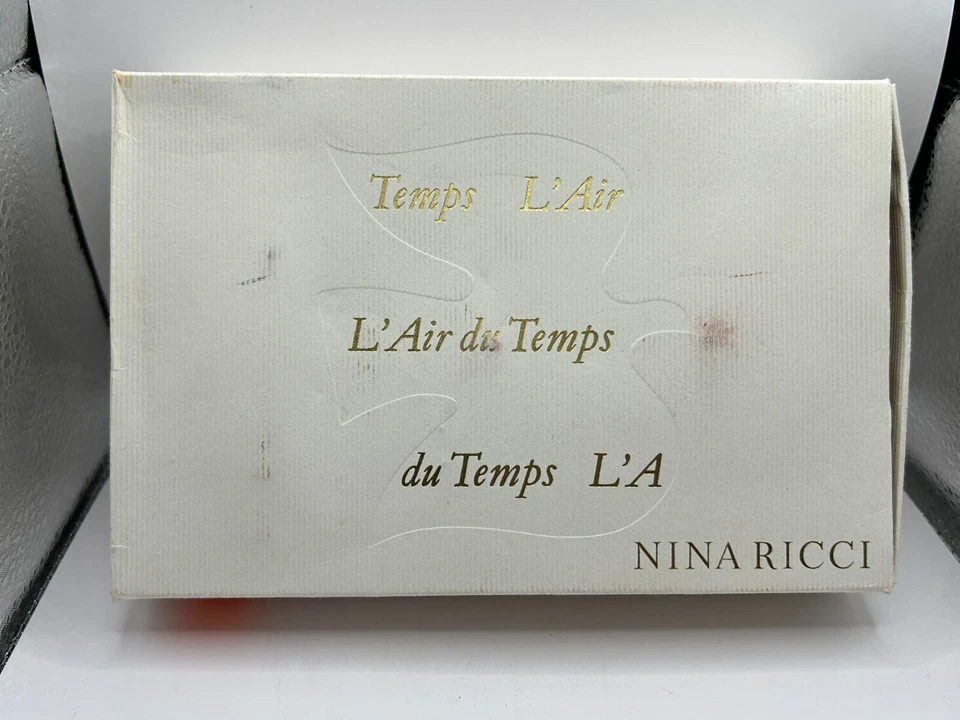 Temps L'Air
L'Air du Temps
du Temps L'A
NINA RICCI